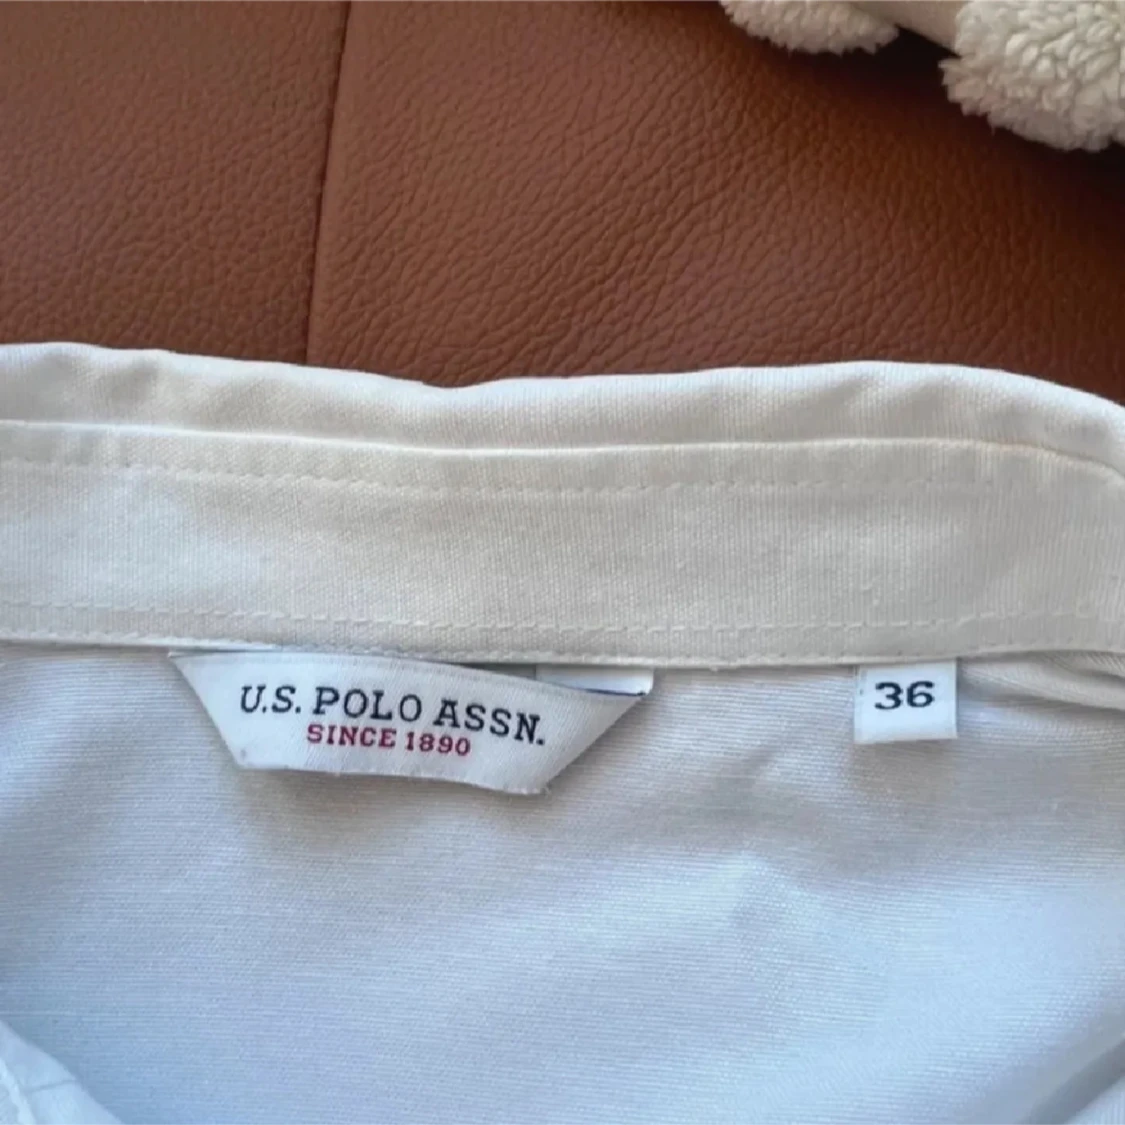 U.S. POLO ASSN.
SINCE 1890
36